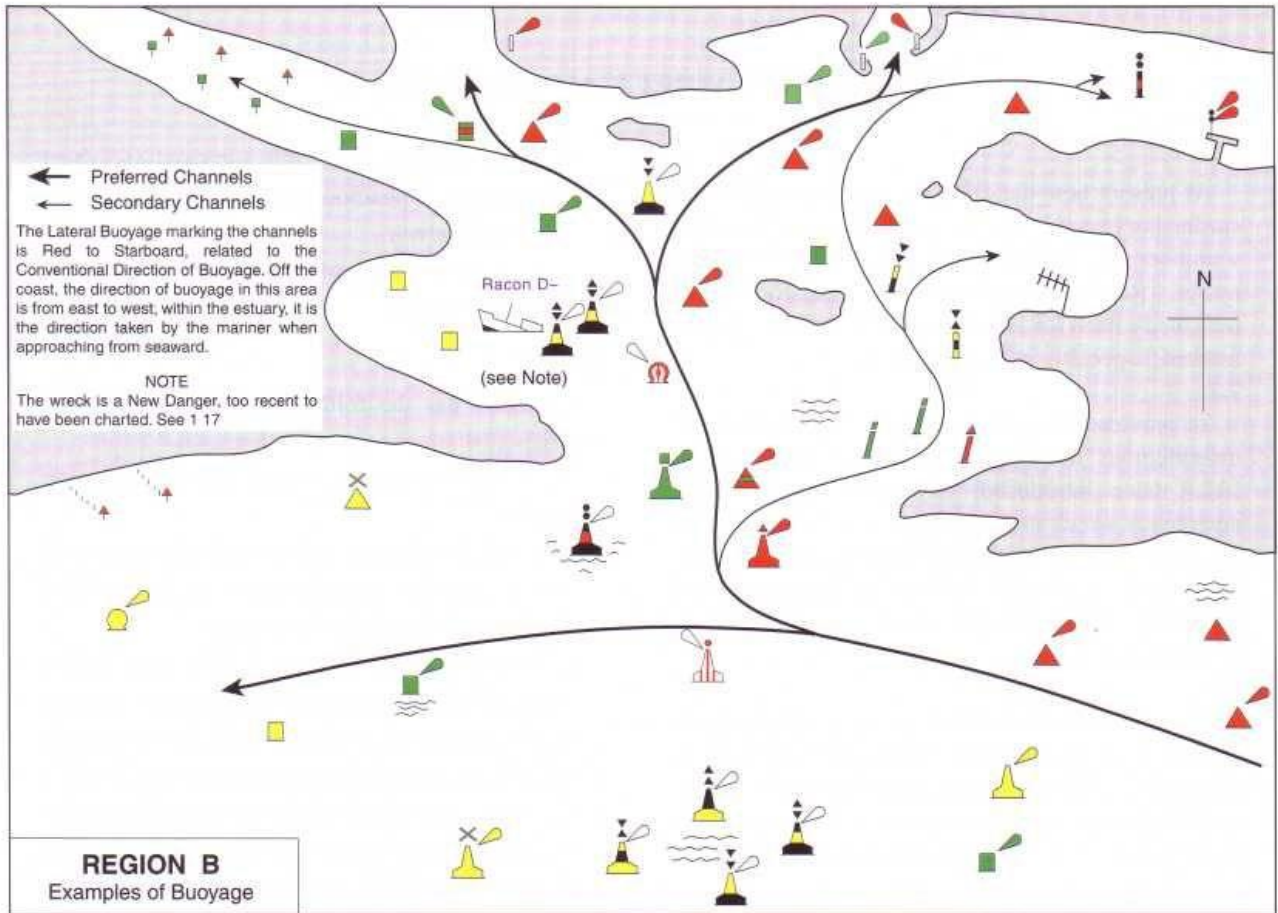 Preferred Channels
Secondary Channels
The Lateral Buoyage marking the channels
is Red to Starboard, related to the
Conventional Direction of Buoyage. Off the
coast, the direction of buoyage in this area
is from east to west, within the estuary, it is
the direction taken by the mariner when
approaching from seaward.
NOTE
The wreck is a New Danger, too recent to
have been charted. See 1 17
Racon D–
(see Note)
N
REGION B
Examples of Buoyage